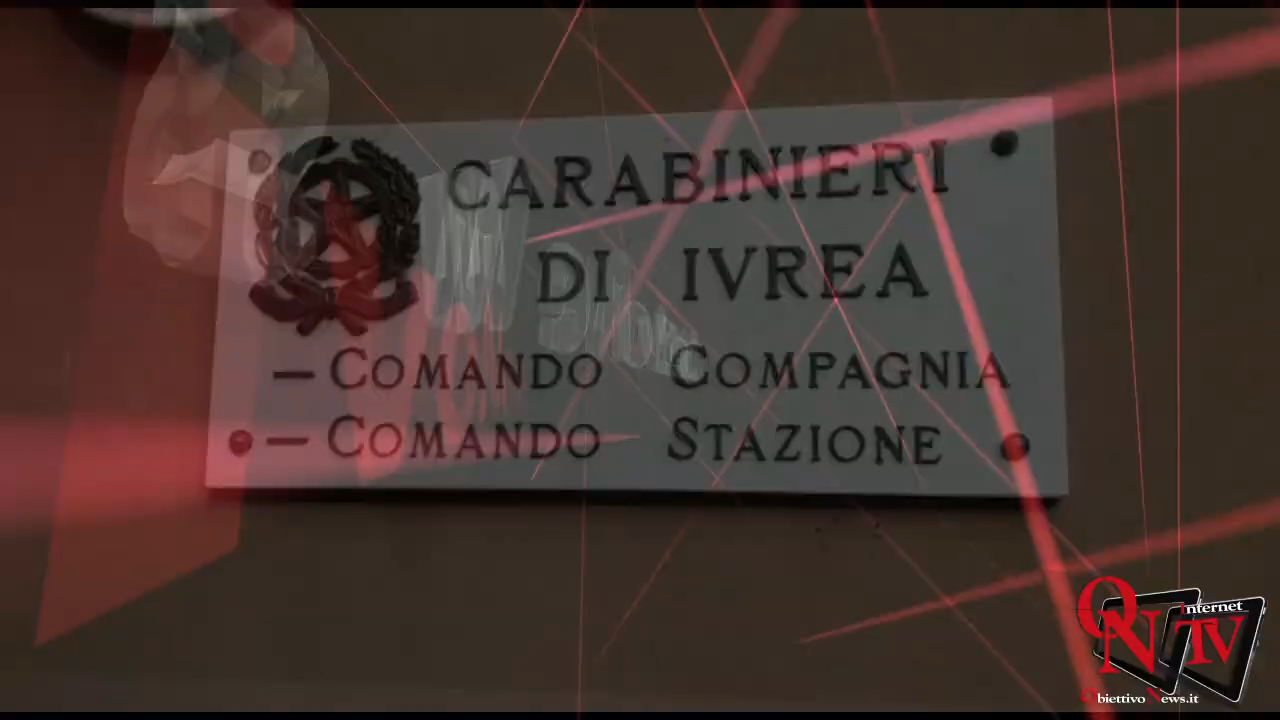 CARABINIERI
DI IVREA
— COMANDO COMPAGNIA
— COMANDO STAZIONE
ON
Internet
TV
ObiettivoNews.it